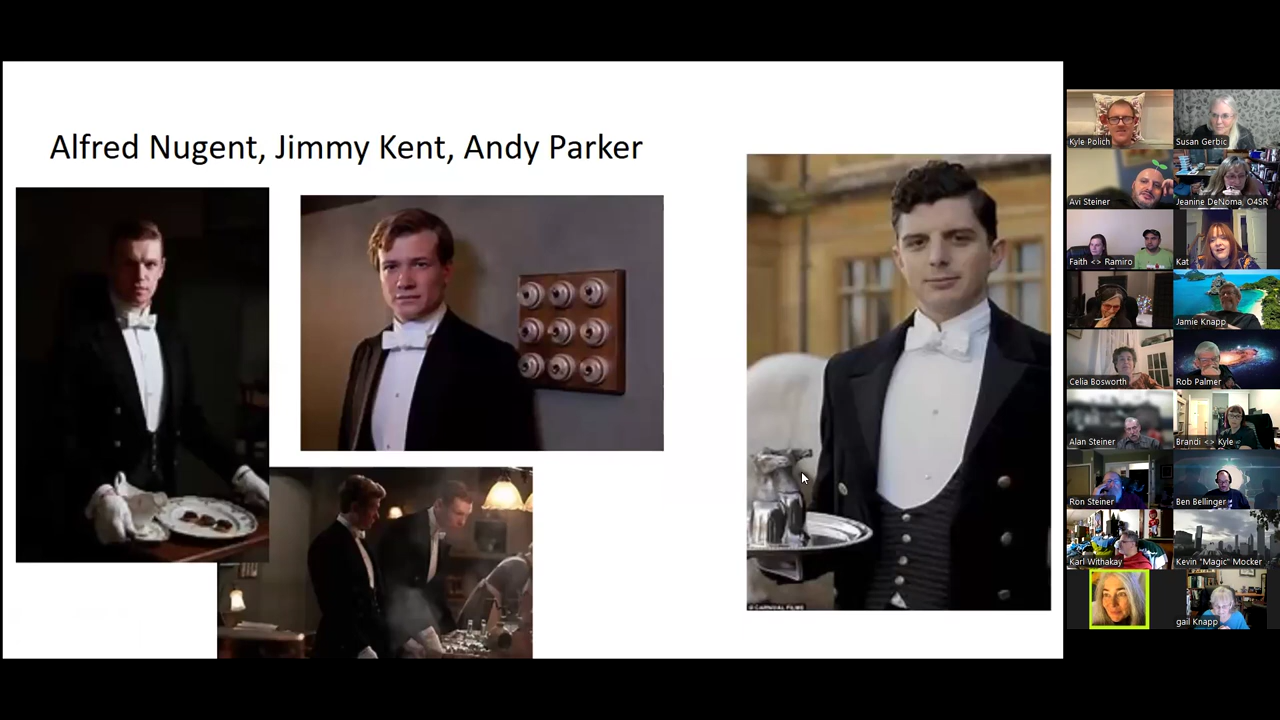 Alfred Nugent, Jimmy Kent, Andy Parker
© CARNIVAL FILMS
Kyle Polich
Susan Gerbic
Avi Steiner
Jeanine DeNoma, O4SR
Faith <> Ramiro
Kat
Jamie Knapp
Celia Bosworth
Rob Palmer
Alan Steiner
Brandi <> Kyle
Ron Steiner
Ben Bellinger
Karl Withakay
Kevin "Magic" Mocker
gail Knapp